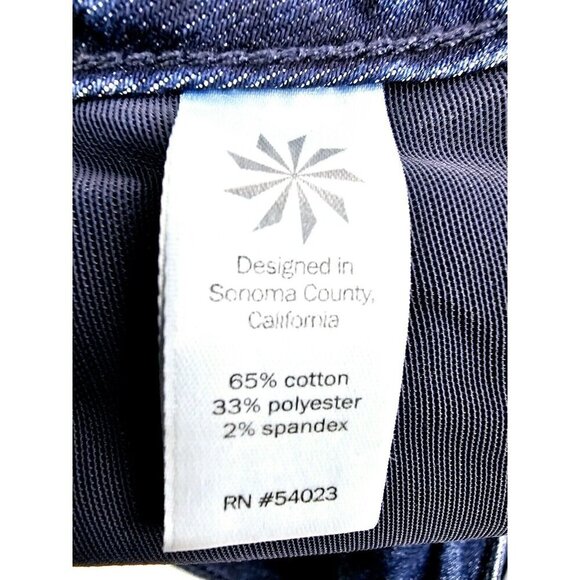 Designed in
Sonoma County,
California
65% cotton
33% polyester
2% spandex
RN #54023